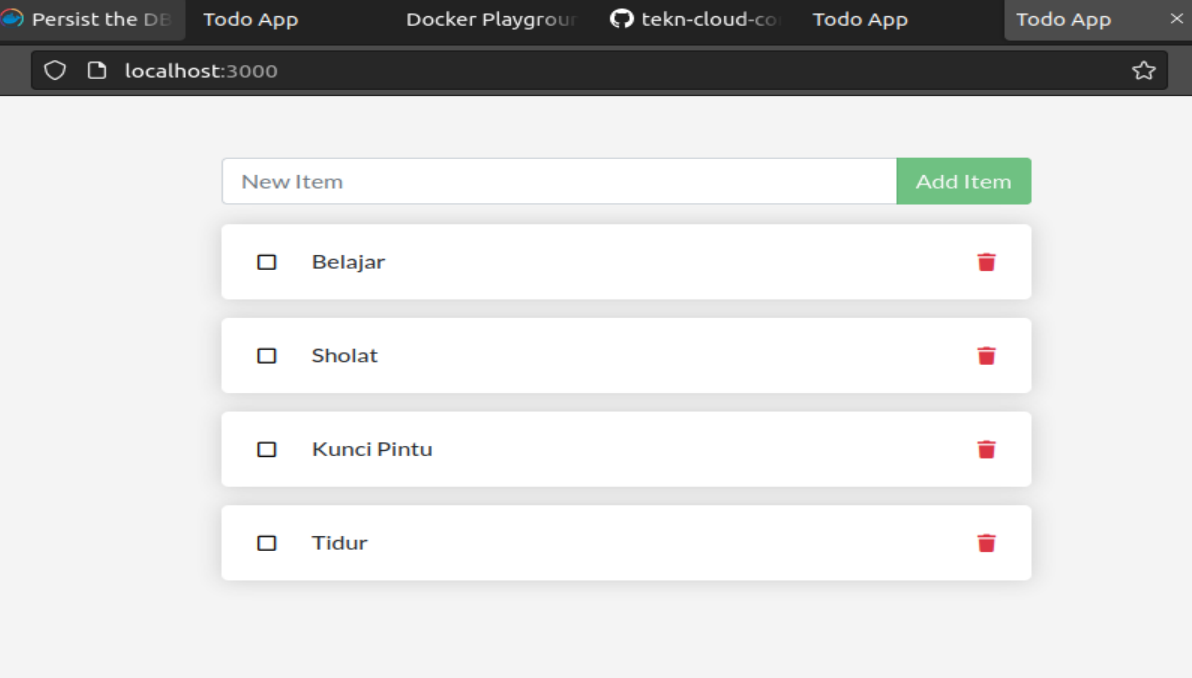 Persist the DB
Todo App
Docker Playgroun
tekn-cloud-co
Todo App
Todo App
localhost:3000
New Item
Add Item
Belajar
Sholat
Kunci Pintu
Tidur